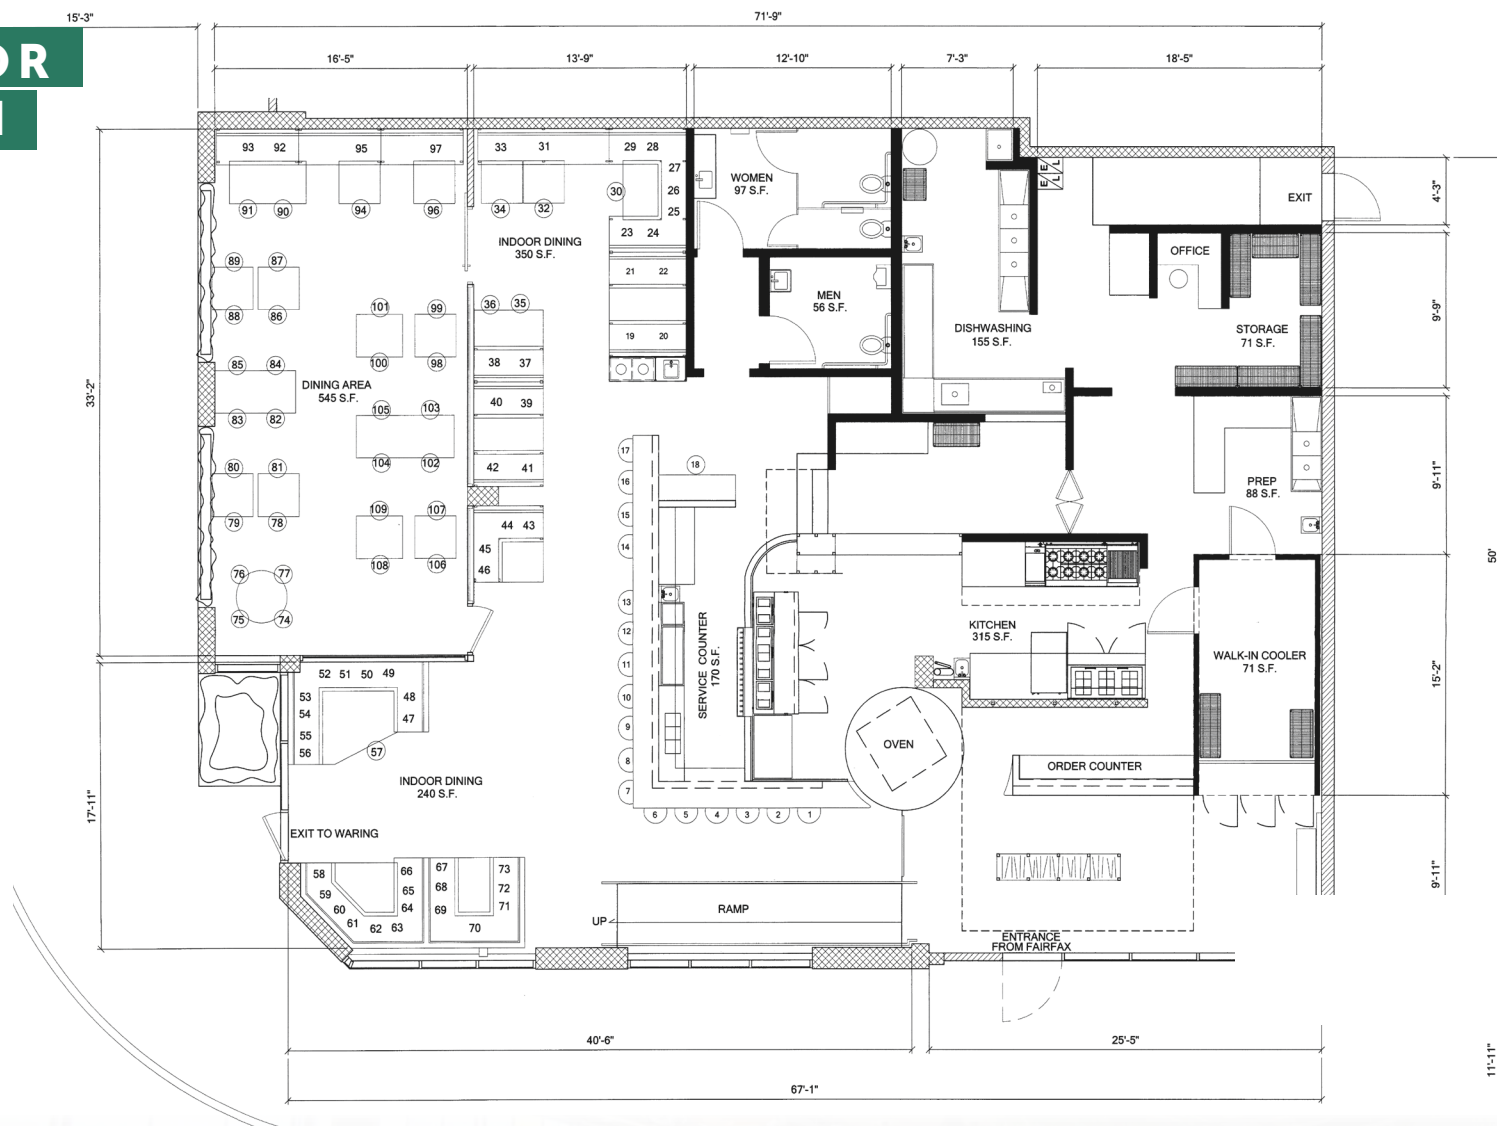 15'-3"
71'-9"
OR
16'-5"
13'-9"
12'-10"
7'-3"
18'-5"
93 92 95 97
33 31 29 28
27
26
25
30
91 90 94 96
34 32
23 24
WOMEN
97 S.F.
E L
E L
EXIT
4'-3"
INDOOR DINING
350 S.F.
OFFICE
89 87
21 22
88 86
MEN
56 S.F.
101 99
36 35
100 98
19 20
DISHWASHING
155 S.F.
STORAGE
71 S.F.
9'-9"
85 84
38 37
DINING AREA
545 S.F.
33'-2"
83 82
105 103
40 39
104 102
80 81
42 41
79 78
109 107
44 43
45
46
108 106
76 77
75 74
17
16
15
14
13
12
11
10
9
8
7
18
6 5 4 3 2 1
SERVICE COUNTER
170 S.F.
PREP
88 S.F.
9'-11"
50'
KITCHEN
315 S.F.
WALK-IN COOLER
71 S.F.
15'-2"
52 51 50 49
53
54
55
56
48
47
57
OVEN
ORDER COUNTER
INDOOR DINING
240 S.F.
17'-11"
EXIT TO WARING
58
59
60
61
62 63
64
65
66
67
68
69
70
71
72
73
9'-11"
RAMP
UP
ENTRANCE
FROM FAIRFAX
40'-6"
25'-5"
11'-11"
67'-1"